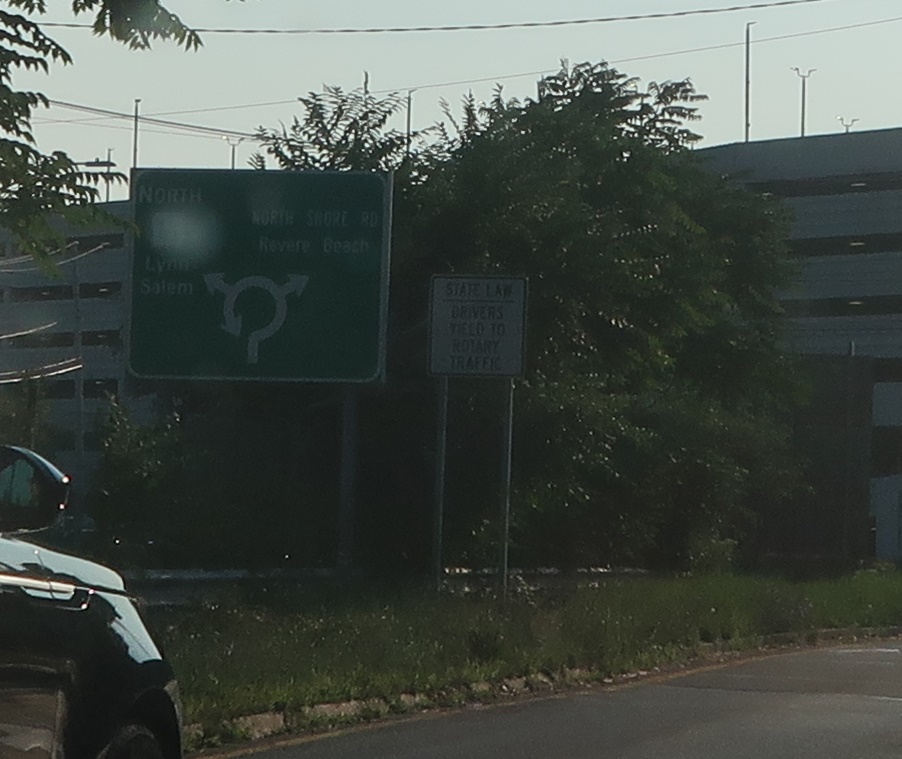 NORTH
NORTH SHORE RD
Revere Beach
Lynn
Salem
STATE LAW
DRIVERS
YIELD TO
ROTARY
TRAFFIC